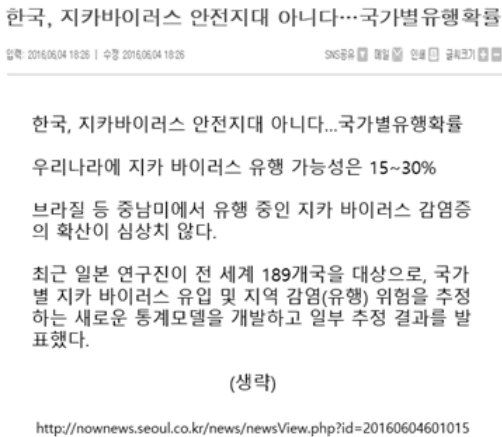 한국, 지카바이러스 안전지대 아니다…국가별유행확률
입력: 2016.06.04 18:26 | 수정 2016.06.04 18:26 SNS공유 메일 인쇄 글씨크기
한국, 지카바이러스 안전지대 아니다...국가별유행확률
우리나라에 지카 바이러스 유행 가능성은 15~30%
브라질 등 중남미에서 유행 중인 지카 바이러스 감염증
의 확산이 심상치 않다.
최근 일본 연구진이 전 세계 189개국을 대상으로, 국가
별 지카 바이러스 유입 및 지역 감염(유행) 위험을 추정
하는 새로운 통계모델을 개발하고 일부 추정 결과를 발
표했다.
(생략)
http://nownews.seoul.co.kr/news/newsView.php?id=20160604601015